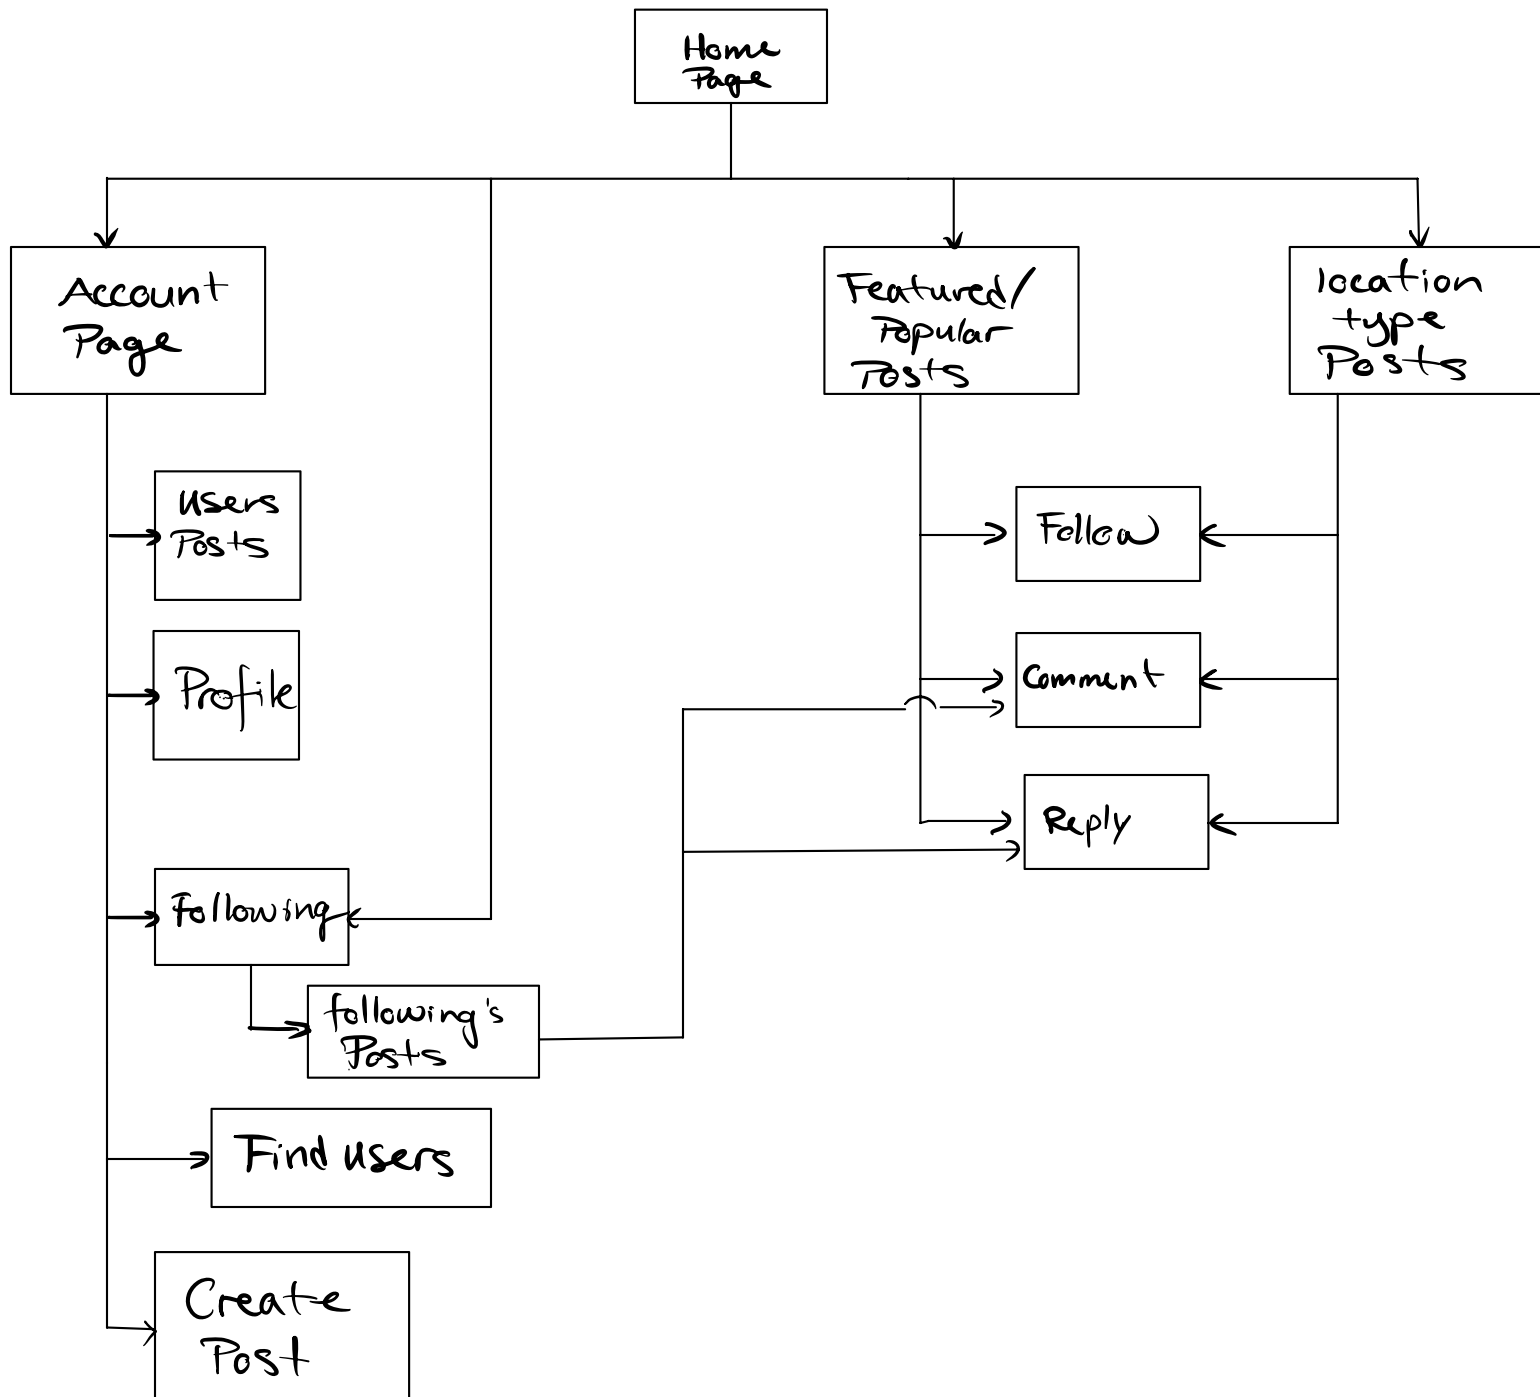 Home
Page
Account
Page
Featured/
Popular
Posts
location
type
Posts
Users
Posts
Follow
Profile
Comment
Reply
Following
following's
Posts
Find Users
Create
Post